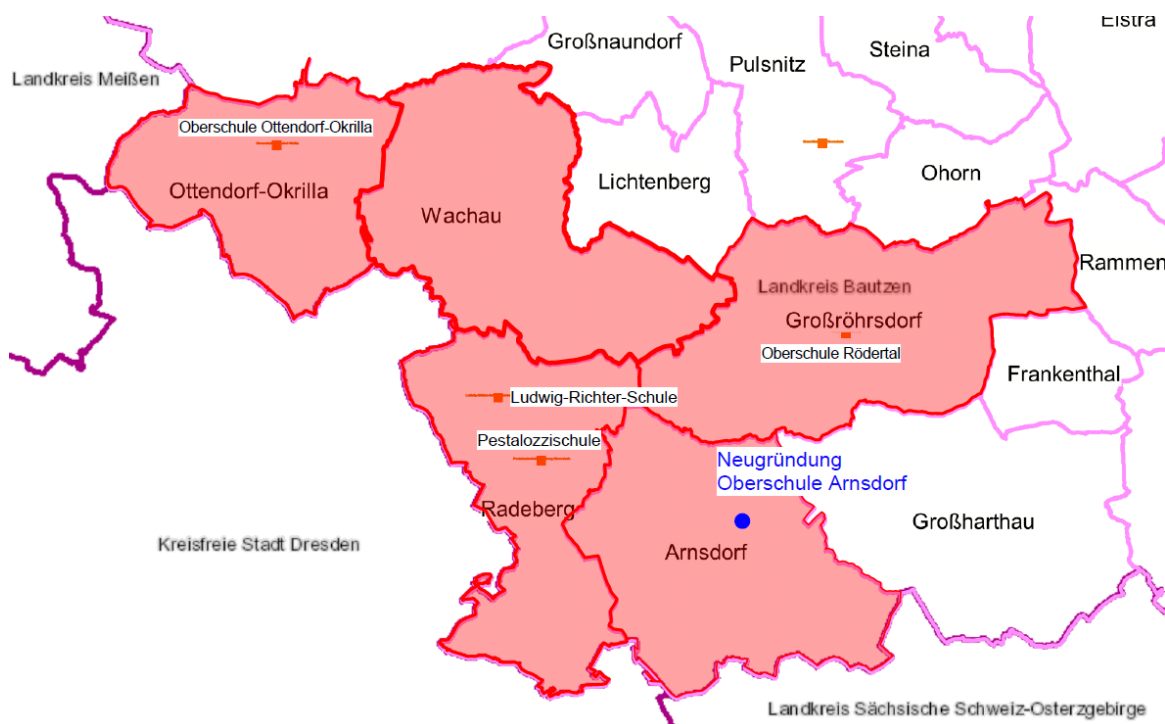 Elstra
Großnaundorf
Steina
Pulsnitz
Landkreis Meißen
Oberschule Ottendorf-Okrilla
Ottendorf-Okrilla
Lichtenberg
Ohorn
Wachau
Rammen
Landkreis Bautzen
Großröhrsdorf
Oberschule Rödertal
Frankenthal
Ludwig-Richter-Schule
Pestalozzischule
Neugründung
Oberschule Arnsdorf
Radeberg
Großharthau
Kreisfreie Stadt Dresden
Arnsdorf
Landkreis Sächsische Schweiz-Osterzgebirge